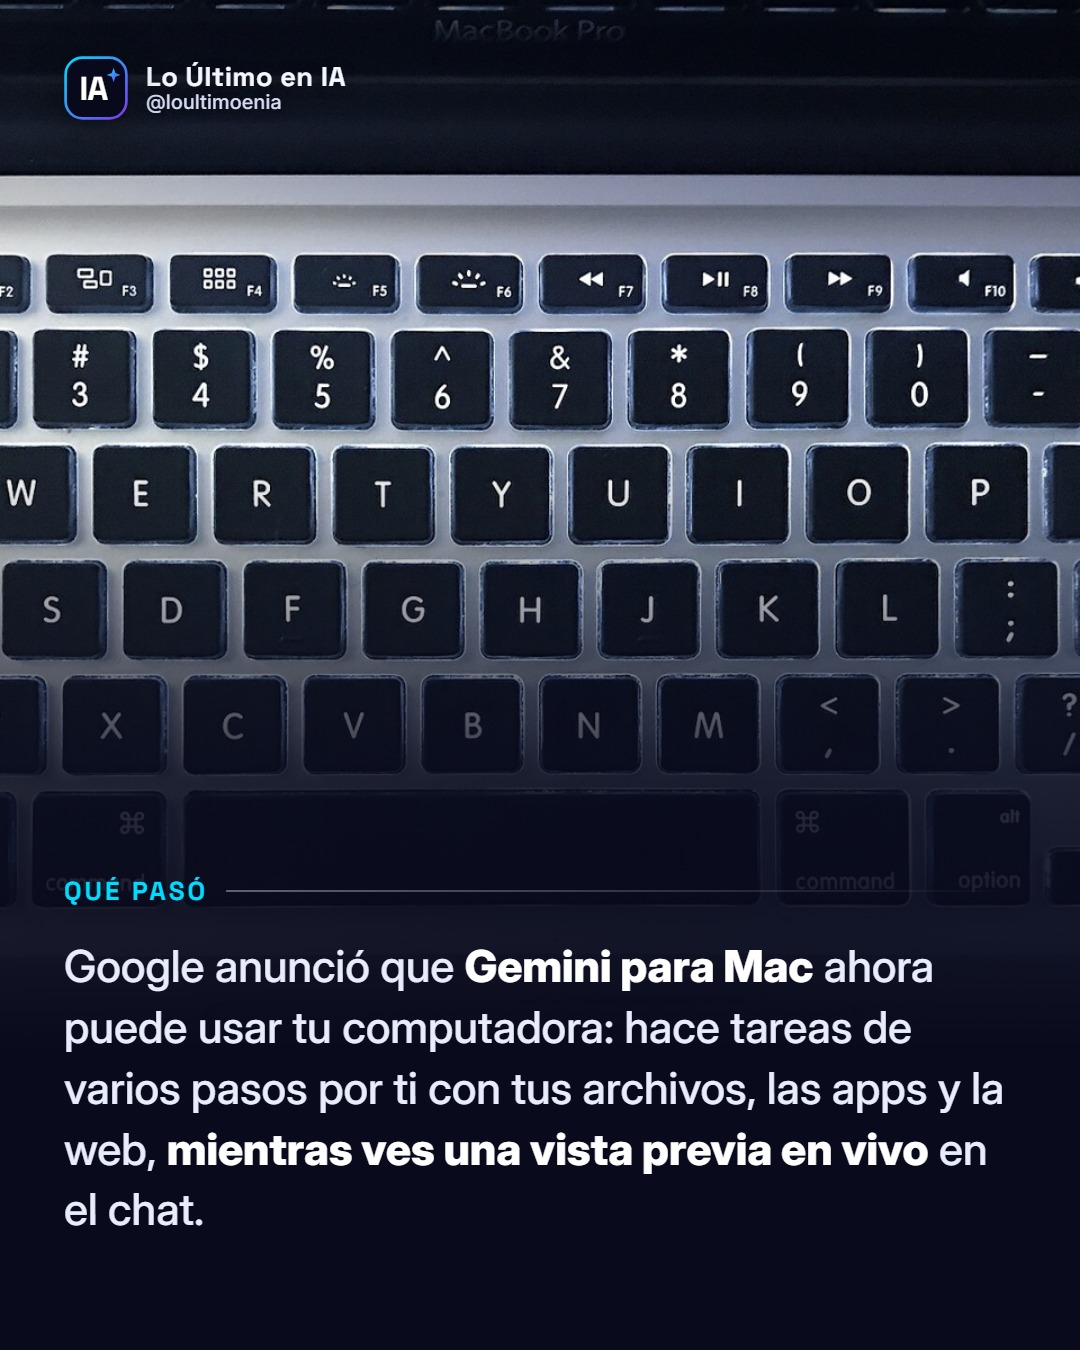 MacBook Pro
IA
Lo Último en IA
@loultimoenia
F2 F3 F4 F5 F6 F7 F8 F9 F10
# $ % ^ & * ( ) –
3 4 5 6 7 8 9 0 -
W E R T Y U I O P
S D F G H J K L : ;
X C V B N M < , > . ? /
⌘ ⌘ alt
command command option
QUÉ PASÓ
Google anunció que Gemini para Mac ahora
puede usar tu computadora: hace tareas de
varios pasos por ti con tus archivos, las apps y la
web, mientras ves una vista previa en vivo en
el chat.